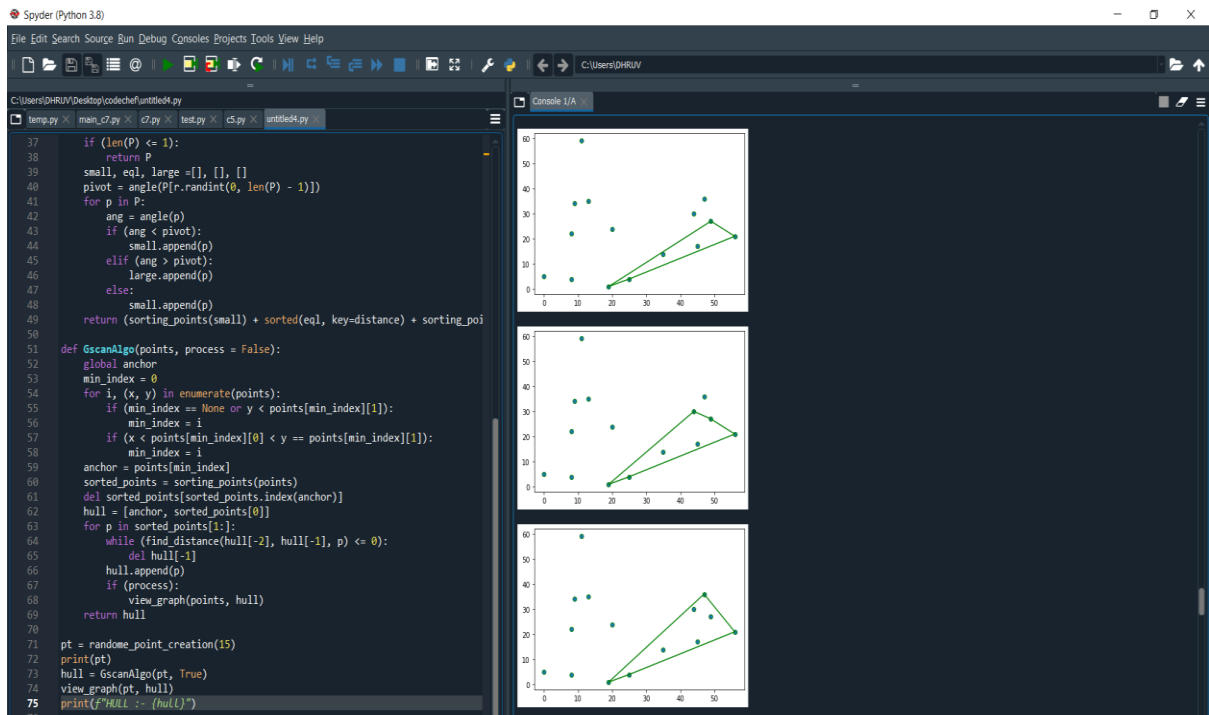 Spyder (Python 3.8)
File Edit Search Source Run Debug Consoles Projects Tools View Help
C:\Users\DHRUV
C:\Users\DHRUV\Desktop\codechef\untitled4.py
temp.py main_c7.py c7.py test.py c5.py untitled4.py
37 if (len(P) <= 1):
38 return P
39 small, eql, large =[], [], []
40 pivot = angle(P[r.randint(0, len(P) - 1)])
41 for p in P:
42 ang = angle(p)
43 if (ang < pivot):
44 small.append(p)
45 elif (ang > pivot):
46 large.append(p)
47 else:
48 small.append(p)
49 return (sorting_points(small) + sorted(eql, key=distance) + sorting_poi
50
51 def GscanAlgo(points, process = False):
52 global anchor
53 min_index = 0
54 for i, (x, y) in enumerate(points):
55 if (min_index == None or y < points[min_index][1]):
56 min_index = i
57 if (x < points[min_index][0] < y == points[min_index][1]):
58 min_index = i
59 anchor = points[min_index]
60 sorted_points = sorting_points(points)
61 del sorted_points[sorted_points.index(anchor)]
62 hull = [anchor, sorted_points[0]]
63 for p in sorted_points[1:]:
64 while (find_distance(hull[-2], hull[-1], p) <= 0):
65 del hull[-1]
66 hull.append(p)
67 if (process):
68 view_graph(points, hull)
69 return hull
70
71 pt = randome_point_creation(15)
72 print(pt)
73 hull = GscanAlgo(pt, True)
74 view_graph(pt, hull)
75 print(f"HULL :- {hull}")
Console 1/A
60
50
40
30
20
10
0
0 10 20 30 40 50
60
50
40
30
20
10
0
0 10 20 30 40 50
60
50
40
30
20
10
0
0 10 20 30 40 50